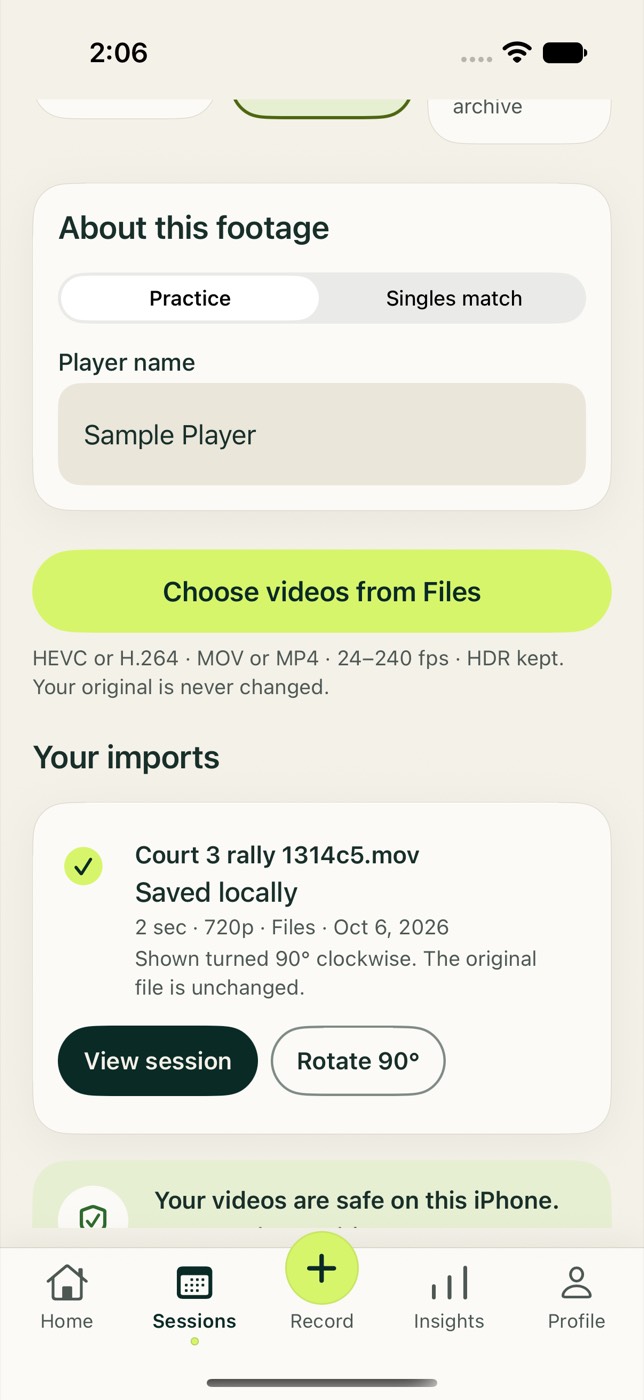 2:06
archive
About this footage
Practice
Singles match
Player name
Sample Player
Choose videos from Files
HEVC or H.264 · MOV or MP4 · 24–240 fps · HDR kept.
Your original is never changed.
Your imports
Court 3 rally 1314c5.mov
Saved locally
2 sec · 720p · Files · Oct 6, 2026
Shown turned 90° clockwise. The original
file is unchanged.
View session
Rotate 90°
Your videos are safe on this iPhone.
Home
Sessions
Record
Insights
Profile